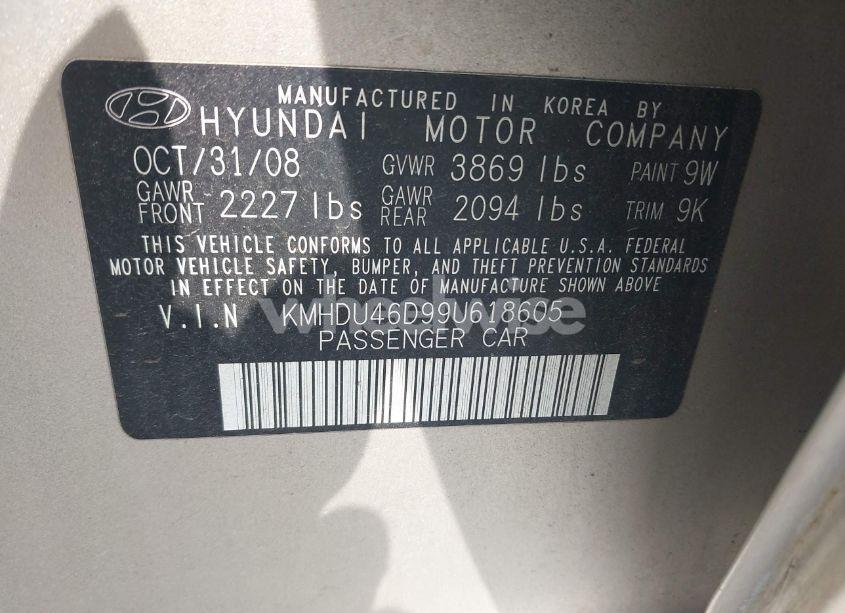 MANUFACTURED IN KOREA BY
HYUNDAI MOTOR COMPANY
OCT/31/08 GVWR 3869 lbs PAINT 9W
GAWR FRONT 2227 lbs GAWR REAR 2094 lbs TRIM 9K
THIS VEHICLE CONFORMS TO ALL APPLICABLE U.S.A. FEDERAL
MOTOR VEHICLE SAFETY, BUMPER, AND THEFT PREVENTION STANDARDS
IN EFFECT ON THE DATE OF MANUFACTURE SHOWN ABOVE
V.I.N KMHDU46D99U618605
PASSENGER CAR
wheelwise